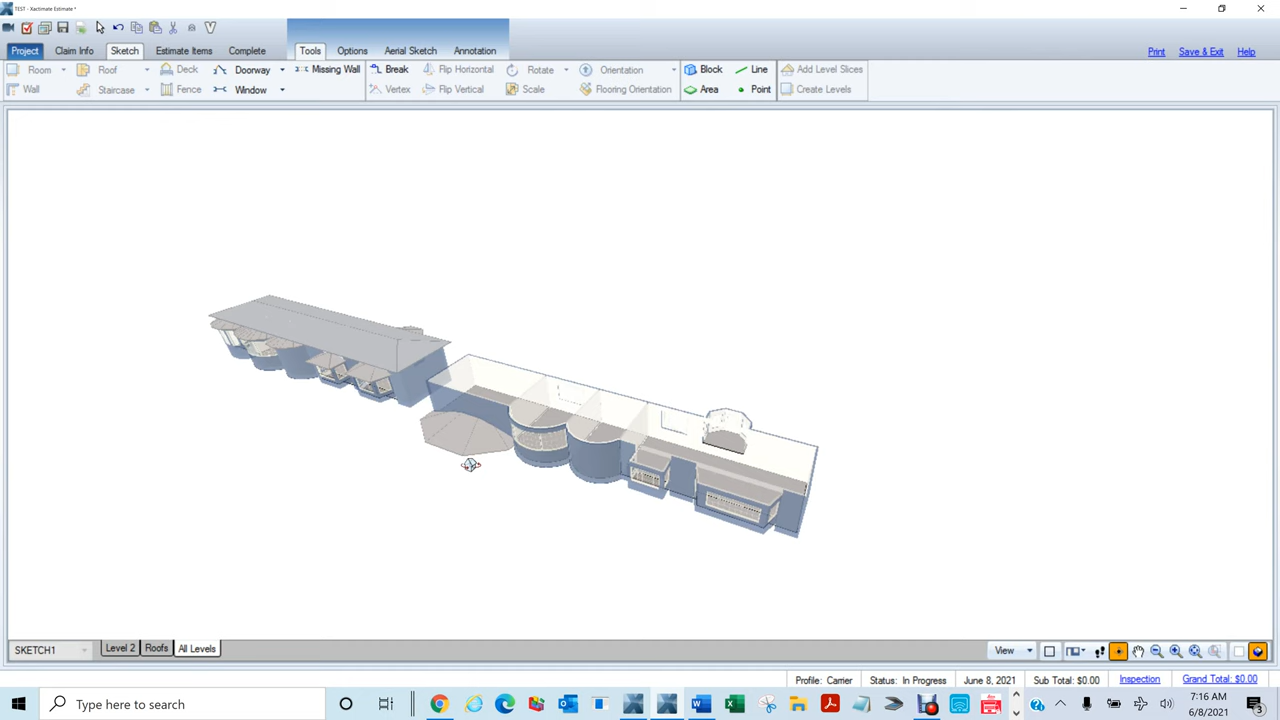 TEST - Xactimate Estimate *
Project Claim Info Sketch Estimate Items Complete Tools Options Aerial Sketch Annotation Print Save & Exit Help
Room Roof Deck Doorway Missing Wall Break Flip Horizontal Rotate Orientation Block Line Add Level Slices
Wall Staircase Fence Window Vertex Flip Vertical Scale Flooring Orientation Area Point Create Levels
SKETCH1 Level 2 Roofs All Levels View
Profile: Carrier Status: In Progress June 8, 2021 Sub Total: $0.00 Inspection Grand Total: $0.00
Type here to search
7:16 AM
6/8/2021
3